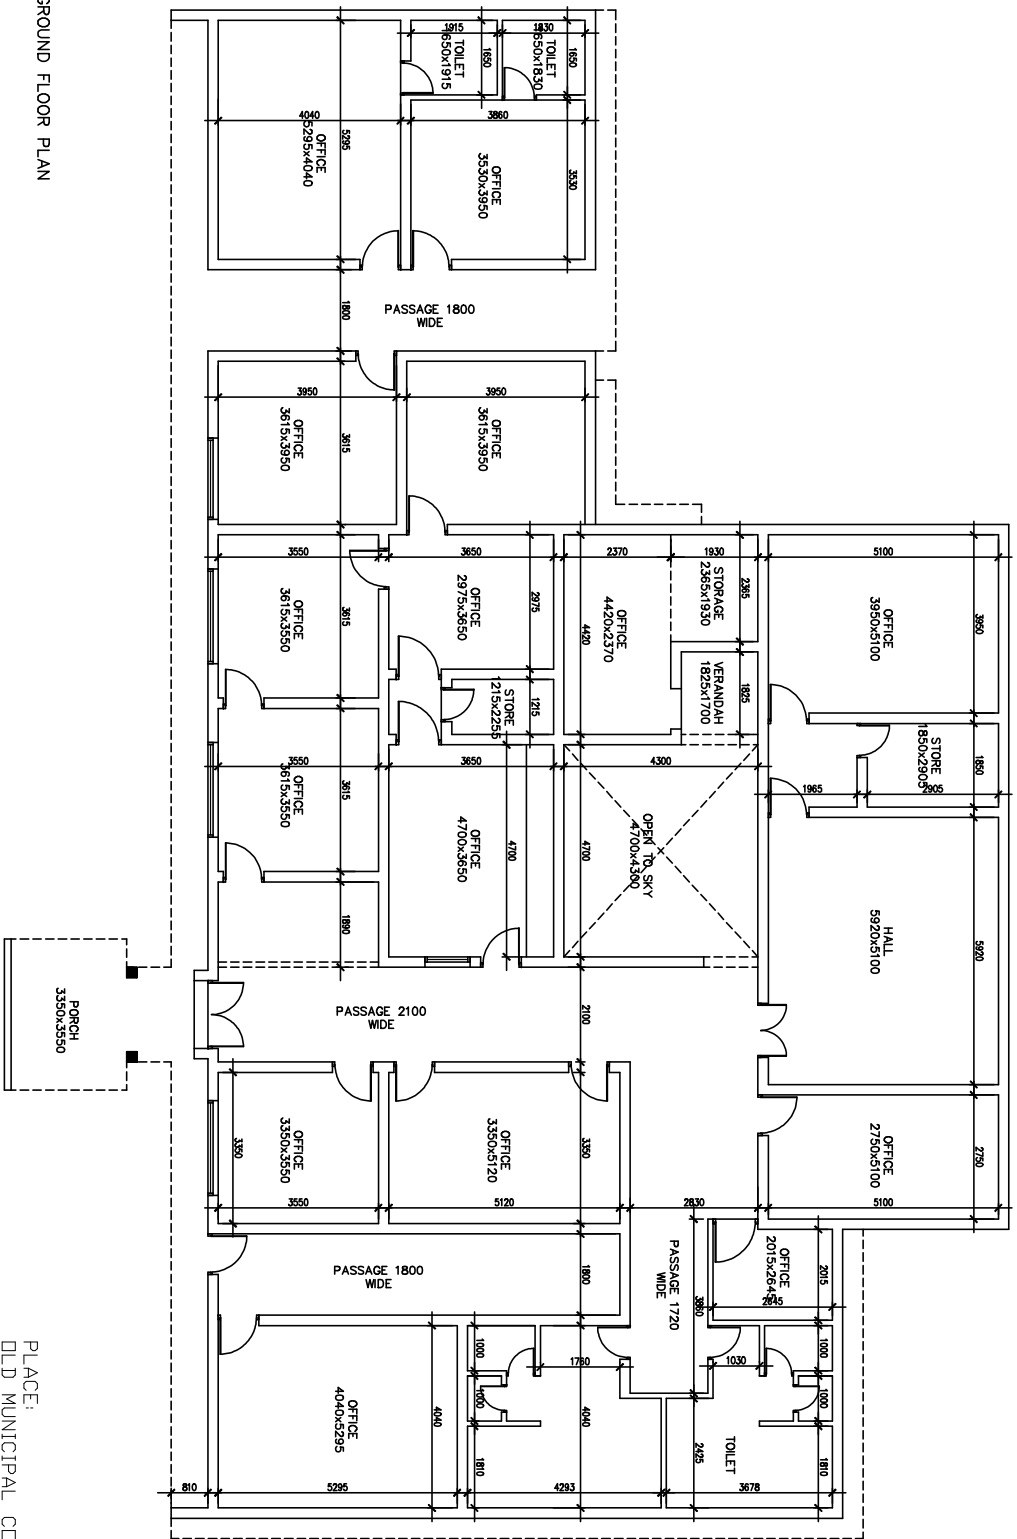 GROUND FLOOR PLAN
TOILET
1650x1915
1915
1650
TOILET
1650x1830
1830
1650
OFFICE
5295x4040
4040
5295
OFFICE
3530x3950
3860
3530
PASSAGE 1800
WIDE
1800
OFFICE
3615x3950
3950
3615
OFFICE
3615x3950
3950
OFFICE
3615x3550
3550
3615
OFFICE
2975x3650
3650
2975
OFFICE
4420x2370
2370
4420
STORAGE
2365x1930
1930
2365
VERANDAH
1825x1700
1825
OFFICE
3950x5100
5100
3950
STORE
1215x2255
1215
STORE
1850x2905
1850
1965
2905
OFFICE
3615x3550
3550
3615
OFFICE
4700x3650
3650
4700
OPEN TO SKY
4700x4300
4300
4700
HALL
5920x5100
5920
1890
PORCH
3350x3550
PASSAGE 2100
WIDE
2100
OFFICE
3350x3550
3550
3350
OFFICE
3350x5120
5120
3350
OFFICE
2750x5100
5100
2750
2830
PASSAGE 1800
WIDE
1800
PASSAGE 1720
WIDE
3860
OFFICE
2015x2645
2645
2015
OFFICE
4040x5295
5295
4040
1000
1000
1810
1760
4040
4293
1030
1000
1000
1810
TOILET
2425
3678
810
PLACE:
OLD MUNICIPAL